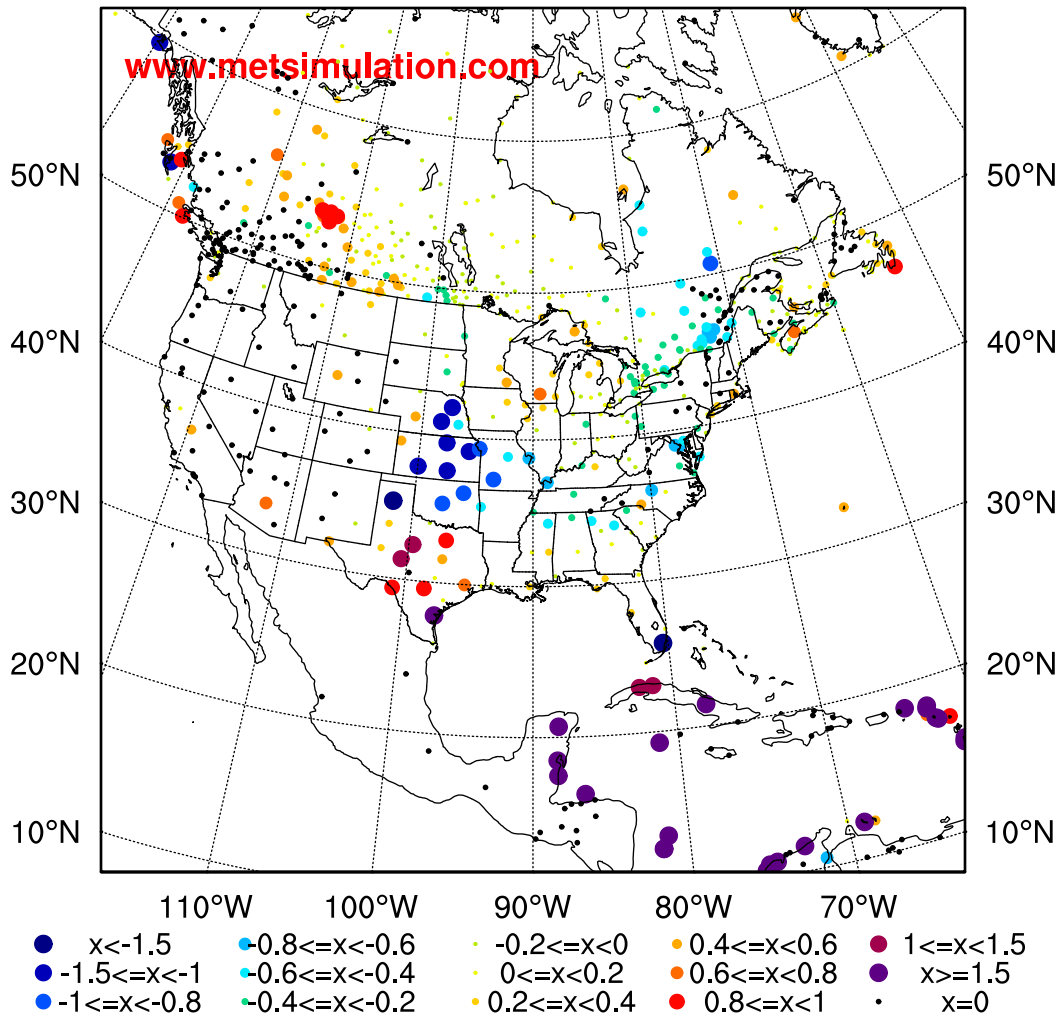 www.metsimulation.com
50°N 50°N
40°N 40°N
30°N 30°N
20°N 20°N
10°N 10°N
110°W 100°W 90°W 80°W 70°W
x<-1.5 -0.8<=x<-0.6 -0.2<=x<0 0.4<=x<0.6 1<=x<1.5
-1.5<=x<-1 -0.6<=x<-0.4 0<=x<0.2 0.6<=x<0.8 x>=1.5
-1<=x<-0.8 -0.4<=x<-0.2 0.2<=x<0.4 0.8<=x<1 x=0